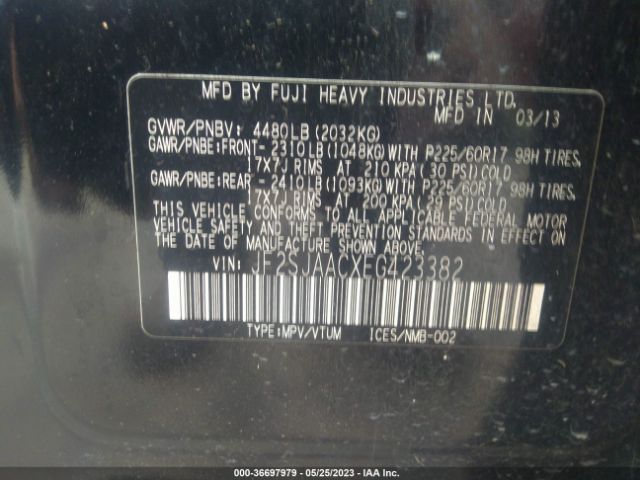 MFD BY FUJI HEAVY INDUSTRIES LTD.
MFD IN 03/13
GVWR/PNBV: 4480LB(2032KG)
GAWR/PNBE:FRONT- 2310LB(1048KG)WITH P225/60R17 98H TIRES,
17X7J RIMS AT 210 KPA(30 PSI)COLD
GAWR/PNBE:REAR - 2410LB(1093KG)WITH P225/60R17 98H TIRES,
17X7J RIMS AT 200 KPA(29 PSI)COLD
THIS VEHICLE CONFORMS TO ALL APPLICABLE FEDERAL MOTOR
VEHICLE SAFETY AND THEFT PREVENTION STANDARDS IN EFFECT ON
THE DATE OF MANUFACTURE SHOWN ABOVE.
VIN: JF2SJAACXEG423382
TYPE:MPV/VTUM ICES/NMB-002
000-36697979 - 05/25/2023 - IAA Inc.